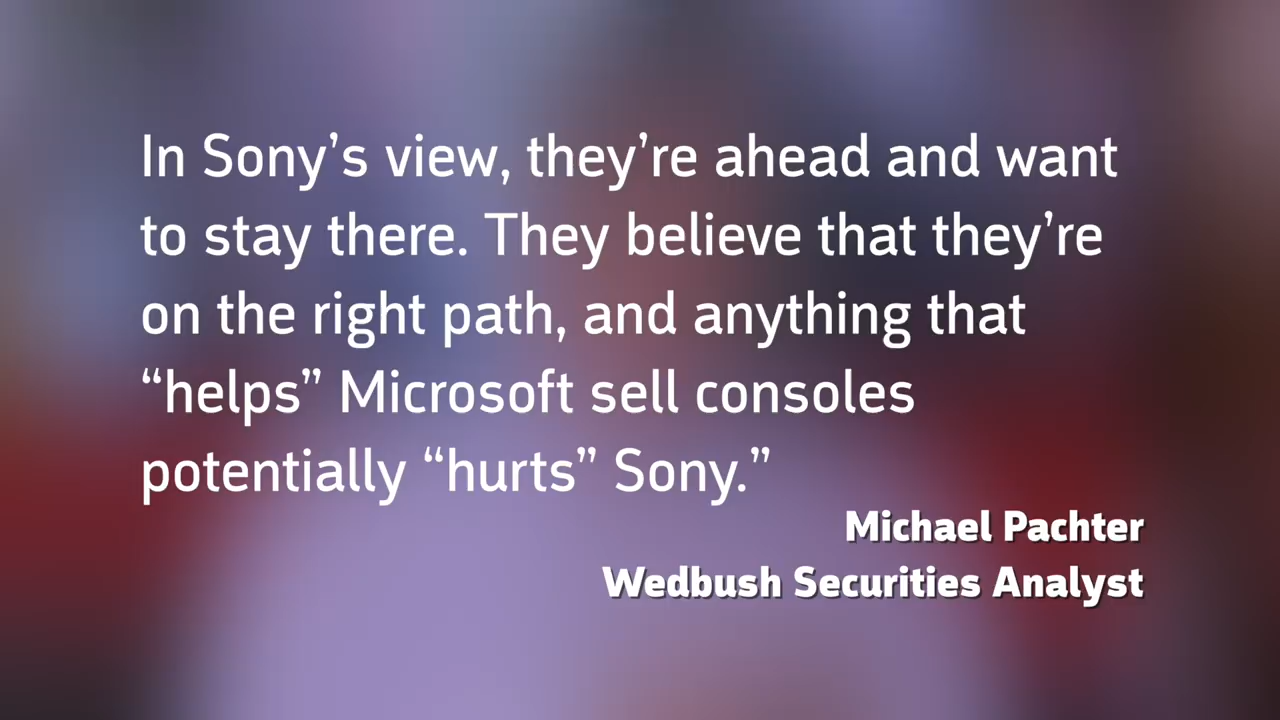 In Sony’s view, they’re ahead and want
to stay there. They believe that they’re
on the right path, and anything that
“helps” Microsoft sell consoles
potentially “hurts” Sony.”
Michael Pachter
Wedbush Securities Analyst